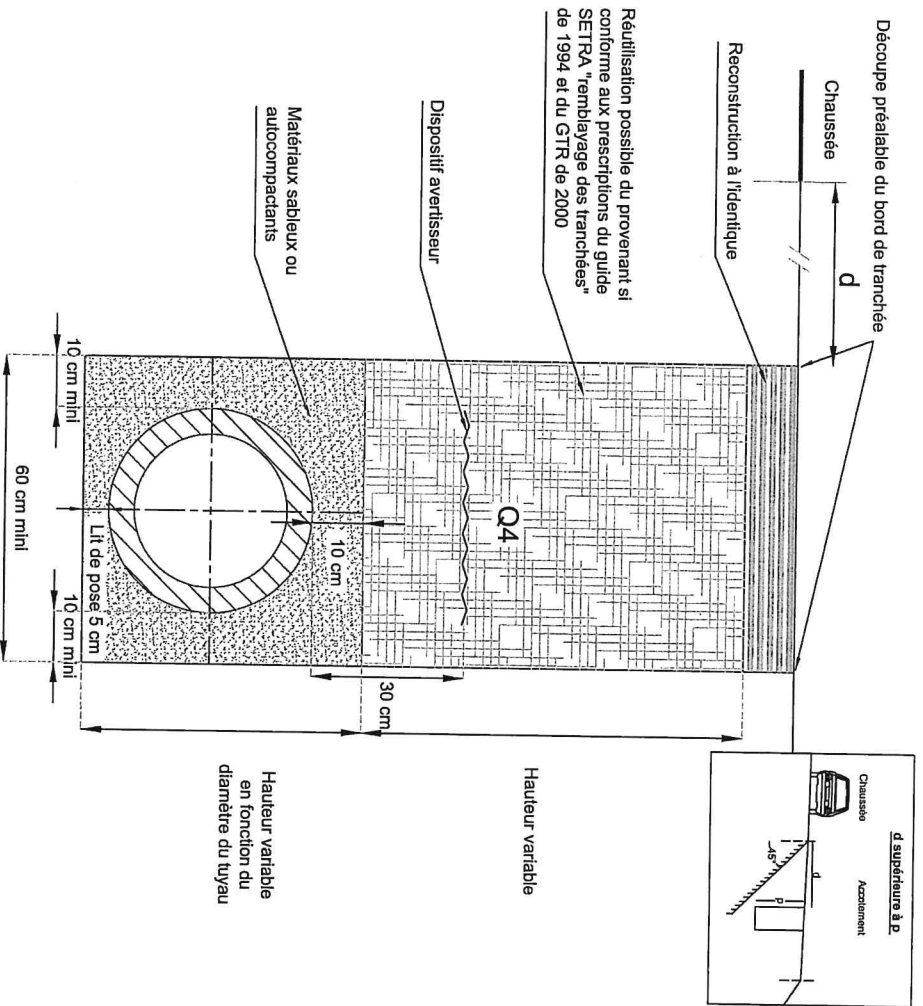 Découpe préalable du bord de tranchée
Chaussée
d
Reconstruction à l'identique
Réutilisation possible du provenant si
conforme aux prescriptions du guide
SETRA "remblayage des tranchées"
de 1994 et du GTR de 2000
Dispositif avertisseur
Q4
Matériaux sableux ou
autocompactants
10 cm
30 cm
Lit de pose 5 cm
10 cm mini
10 cm mini
60 cm mini
Hauteur variable
Hauteur variable
en fonction du
diamètre du tuyau
d supérieure à p
Chaussée
Accotement
d
p
45°